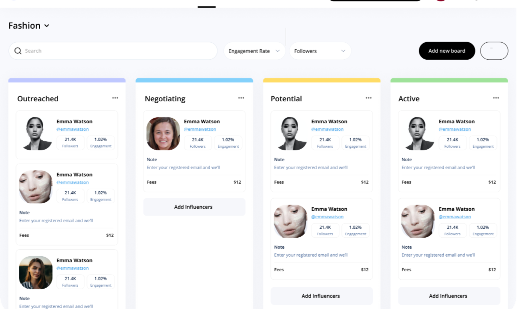 Fashion
Search
Engagement Rate
Followers
Add new board
Outreached
Emma Watson
@emmawatson
21.4K 1.02%
Followers Engagement
Emma Watson
@emmawatson
21.4K 1.02%
Followers Engagement
Note
Enter your registered email and we'll
Fees $12
Emma Watson
@emmawatson
21.4K 1.02%
Followers Engagement
Note
Enter your registered email and we'll
Negotiating
Emma Watson
@emmawatson
21.4K 1.02%
Followers Engagement
Note
Enter your registered email and we'll
Fees $12
Add Influencers
Potential
Emma Watson
@emmawatson
21.4K 1.02%
Followers Engagement
Note
Enter your registered email and we'll
Fees $12
Emma Watson
@emmawatson
21.4K 1.02%
Followers Engagement
Note
Enter your registered email and we'll
Fees $12
Add Influencers
Active
Emma Watson
@emmawatson
21.4K 1.02%
Followers Engagement
Note
Enter your registered email and we'll
Fees $12
Emma Watson
@emmawatson
21.4K 1.02%
Followers Engagement
Note
Enter your registered email and we'll
Fees $12
Add Influencers